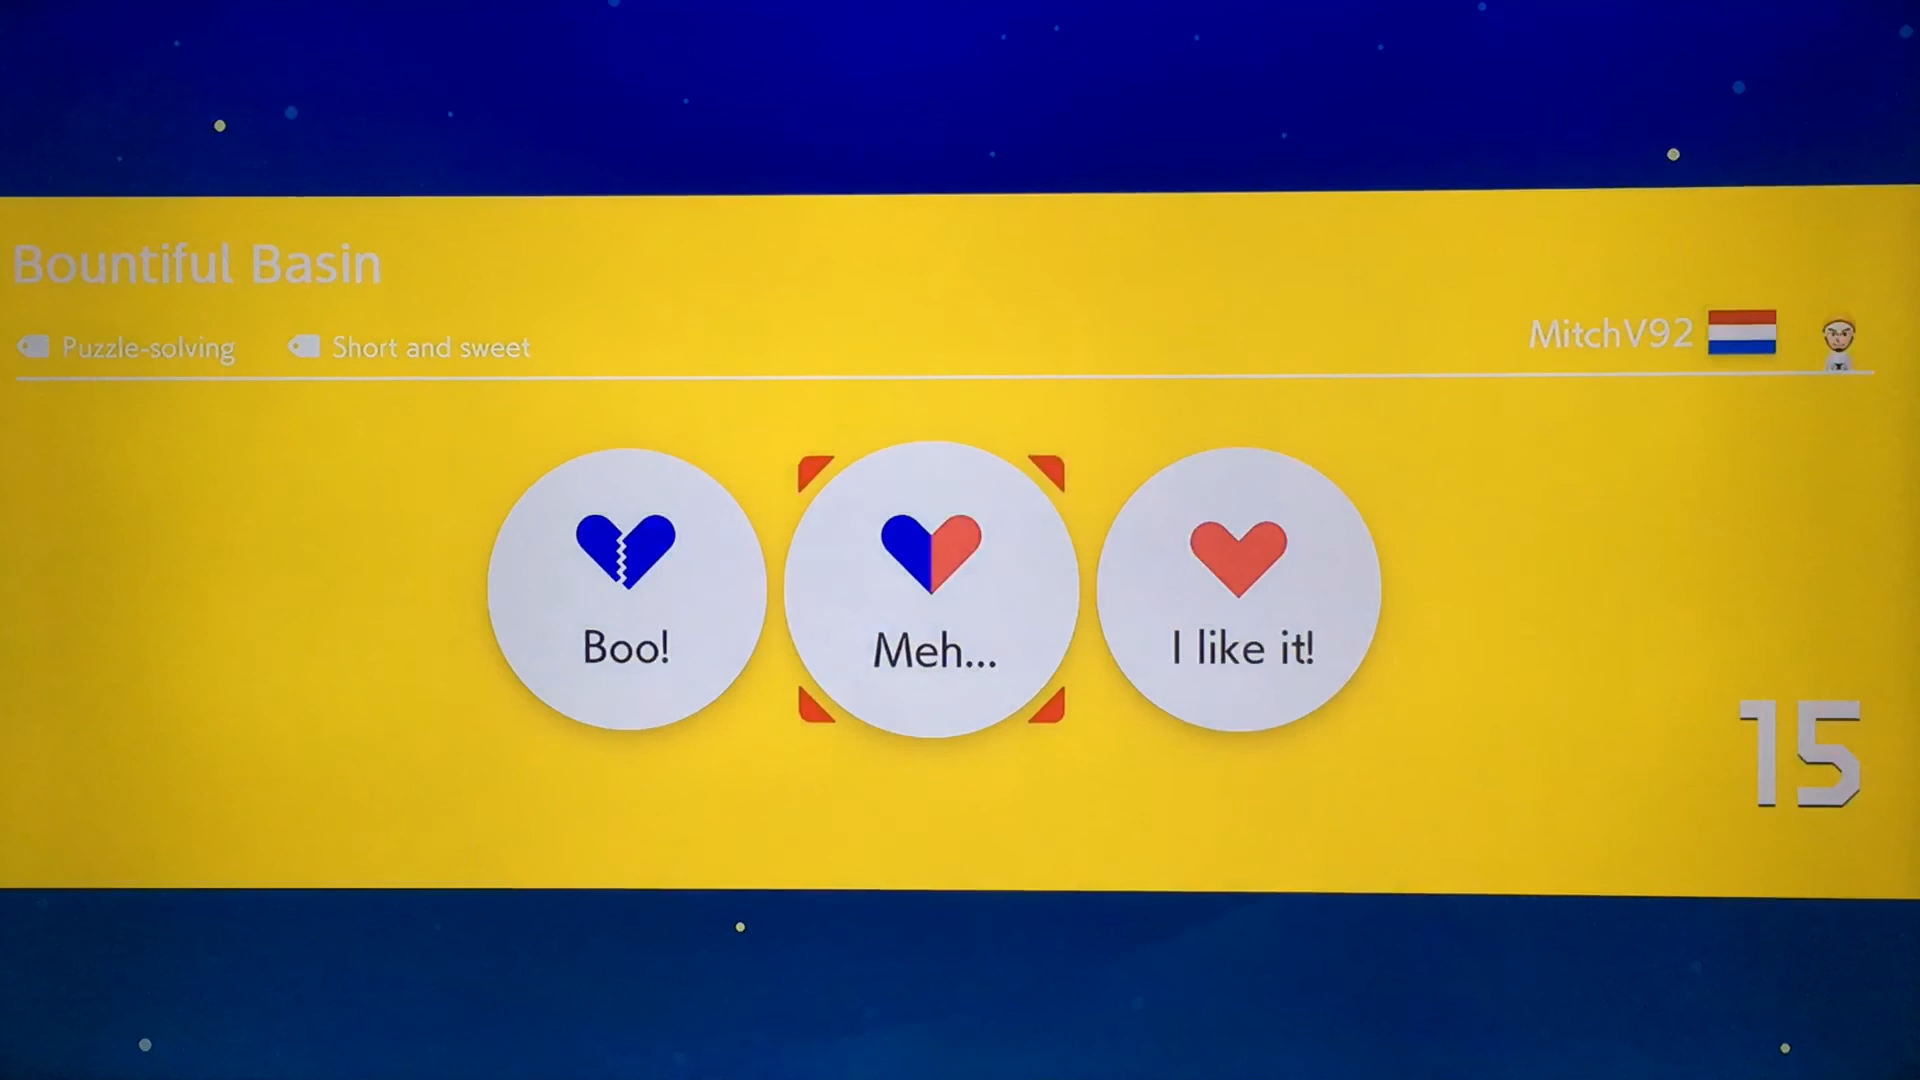 Bountiful Basin
Puzzle-solving Short and sweet
MitchV92
Boo! Meh... I like it!
15